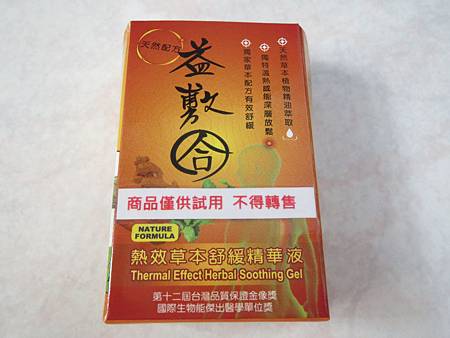 天然配方
益敷合
天然草本植物精油萃取
獨特溫熱感能深層放鬆
獨家草本配方有效舒緩
商品僅供試用 不得轉售
NATURE
FORMULA
熱效草本舒緩精華液
Thermal Effect Herbal Soothing Gel
第十二屆台灣品質保證金像獎
國際生物能傑出醫學單位獎